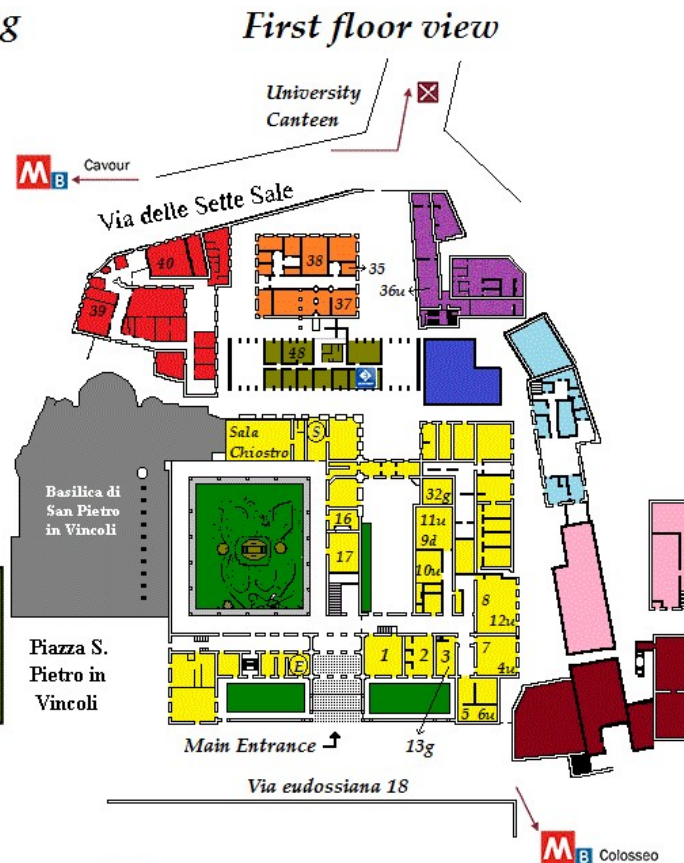 g
First floor view
University
Canteen
M
B
Cavour
Via delle Sette Sale
40
38
35
36u
39
37
48
Sala
Chiostro
S
Basilica di
San Pietro
in Vincoli
32g
16
11u
9d
17
10u
8
12u
1
2
3
7
4u
E
Piazza S.
Pietro in
Vincoli
5
6u
Main Entrance
13g
Via eudossiana 18
M
B
Colosseo